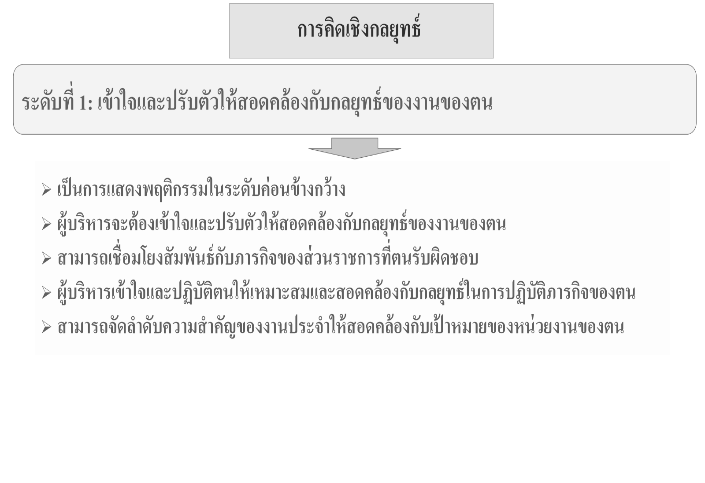 การคิดเชิงกลยุทธ์
ระดับที่ 1: เข้าใจและปรับตัวให้สอดคล้องกับกลยุทธ์ของงานของตน
➢ เป็นการแสดงพฤติกรรมในระดับค่อนข้างกว้าง
➢ ผู้บริหารจะต้องเข้าใจและปรับตัวให้สอดคล้องกับกลยุทธ์ของงานของตน
➢ สามารถเชื่อมโยงสัมพันธ์กับภารกิจของส่วนราชการที่ตนรับผิดชอบ
➢ ผู้บริหารเข้าใจและปฏิบัติตนให้เหมาะสมและสอดคล้องกับกลยุทธ์ในการปฏิบัติภารกิจของตน
➢ สามารถจัดลำดับความสำคัญของงานประจำให้สอดคล้องกับเป้าหมายของหน่วยงานของตน